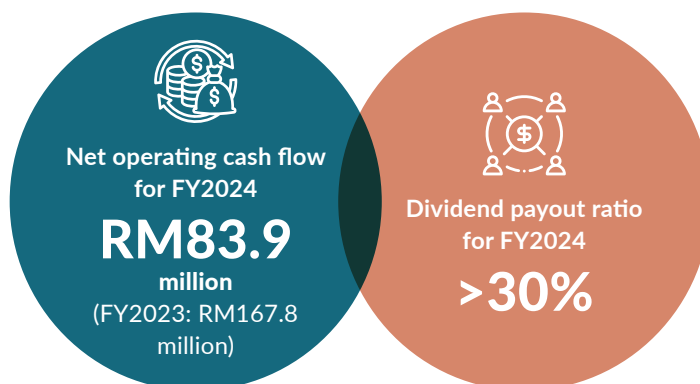 Net operating cash flow
for FY2024
RM83.9
million
(FY2023: RM167.8
million)
Dividend payout ratio
for FY2024
>30%